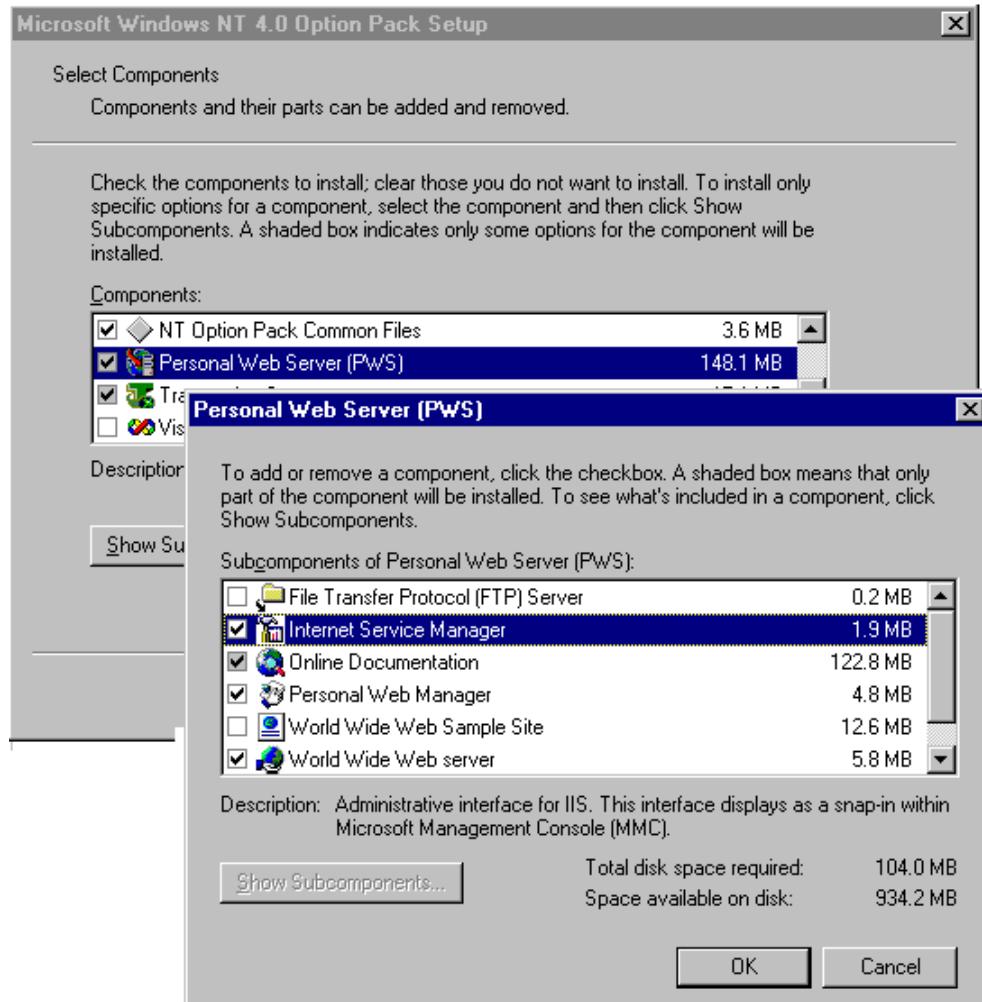 Microsoft Windows NT 4.0 Option Pack Setup
Select Components
Components and their parts can be added and removed.
Check the components to install; clear those you do not want to install. To install only
specific options for a component, select the component and then click Show
Subcomponents. A shaded box indicates only some options for the component will be
installed.
Components:
NT Option Pack Common Files 3.6 MB
Personal Web Server (PWS) 148.1 MB
Personal Web Server (PWS)
Description
Show Su
To add or remove a component, click the checkbox. A shaded box means that only
part of the component will be installed. To see what's included in a component, click
Show Subcomponents.
Subcomponents of Personal Web Server (PWS):
File Transfer Protocol (FTP) Server 0.2 MB
Internet Service Manager 1.9 MB
Online Documentation 122.8 MB
Personal Web Manager 4.8 MB
World Wide Web Sample Site 12.6 MB
World Wide Web server 5.8 MB
Description: Administrative interface for IIS. This interface displays as a snap-in within
Microsoft Management Console (MMC).
Show Subcomponents...
Total disk space required: 104.0 MB
Space available on disk: 934.2 MB
OK Cancel